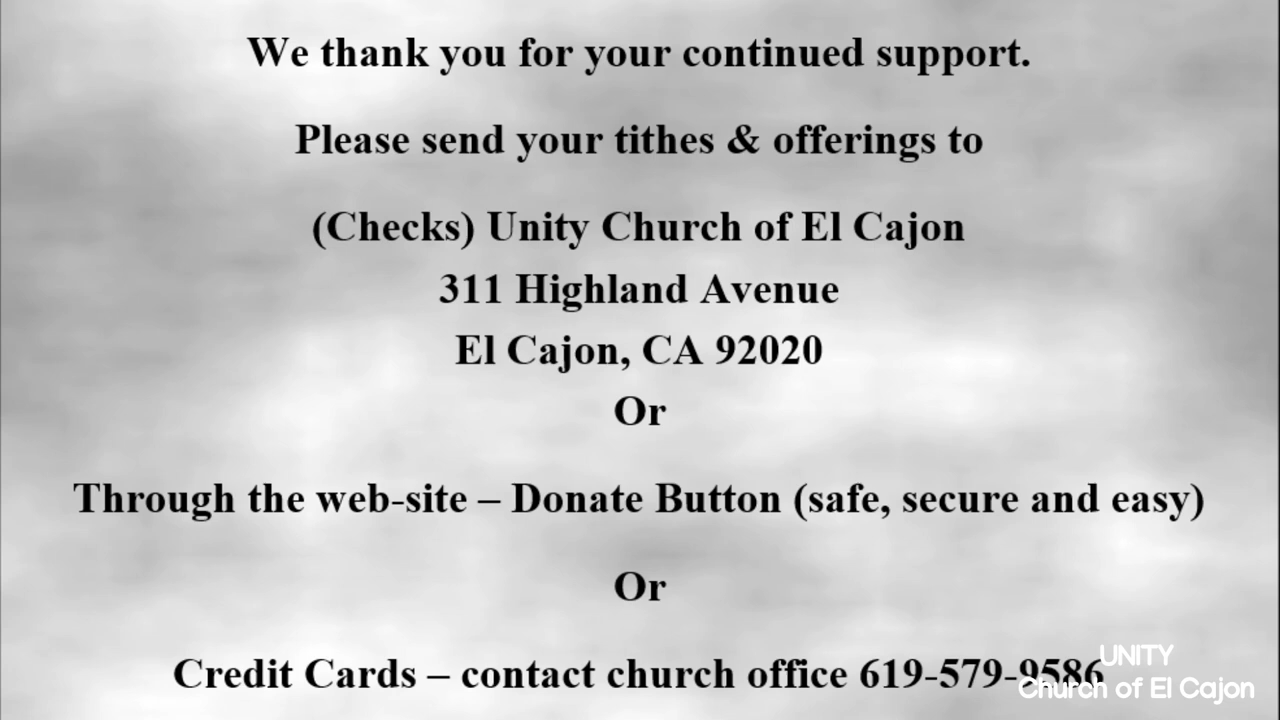 We thank you for your continued support.
Please send your tithes & offerings to
(Checks) Unity Church of El Cajon
311 Highland Avenue
El Cajon, CA 92020
Or
Through the web-site – Donate Button (safe, secure and easy)
Or
Credit Cards – contact church office 619-579-9586
UNITY
Church of El Cajon